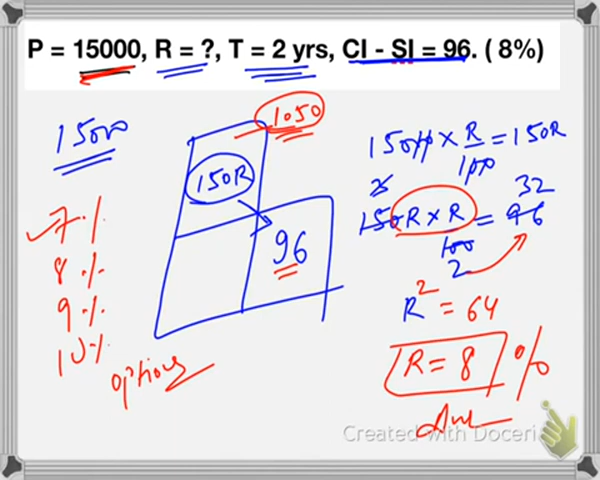 P = 15000, R = ?, T = 2 yrs, CI - SI = 96. ( 8%)
15000
1050
150R
96
7 %
8 %
9 %
10 %
options
15000 × R/100 = 150R
150R × R/100 = 96
32
2
R² = 64
R = 8 %
Ans
Created with Doceri